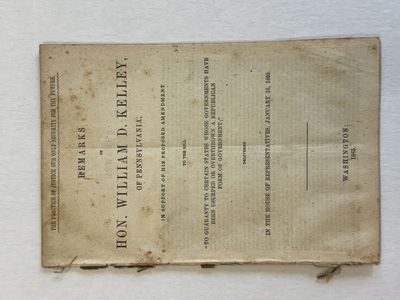 THE PRACTICE OF JUSTICE OUR ONLY SECURITY FOR THE FUTURE.
REMARKS
OF
HON. WILLIAM D. KELLEY,
OF PENNSYLVANIA,
IN SUPPORT OF HIS PROPOSED AMENDMENT
TO THE BILL
"TO GUARANTY TO CERTAIN STATES WHOSE GOVERNMENTS HAVE
BEEN USURPED OR OVERTHROWN A REPUBLICAN
FORM OF GOVERNMENT;"
DELIVERED
IN THE HOUSE OF REPRESENTATIVES, JANUARY 16, 1865.
WASHINGTON:
1865.